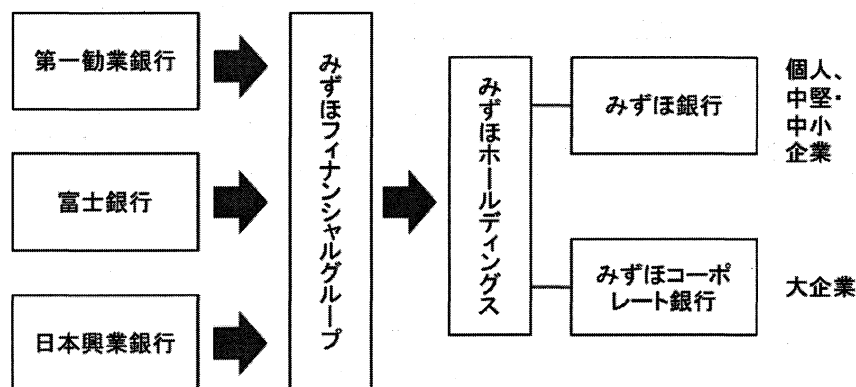 第一勧業銀行
富士銀行
日本興業銀行
みずほフィナンシャルグループ
みずほホールディングス
みずほ銀行
個人、
中堅・
中小
企業
みずほコーポ
レート銀行
大企業